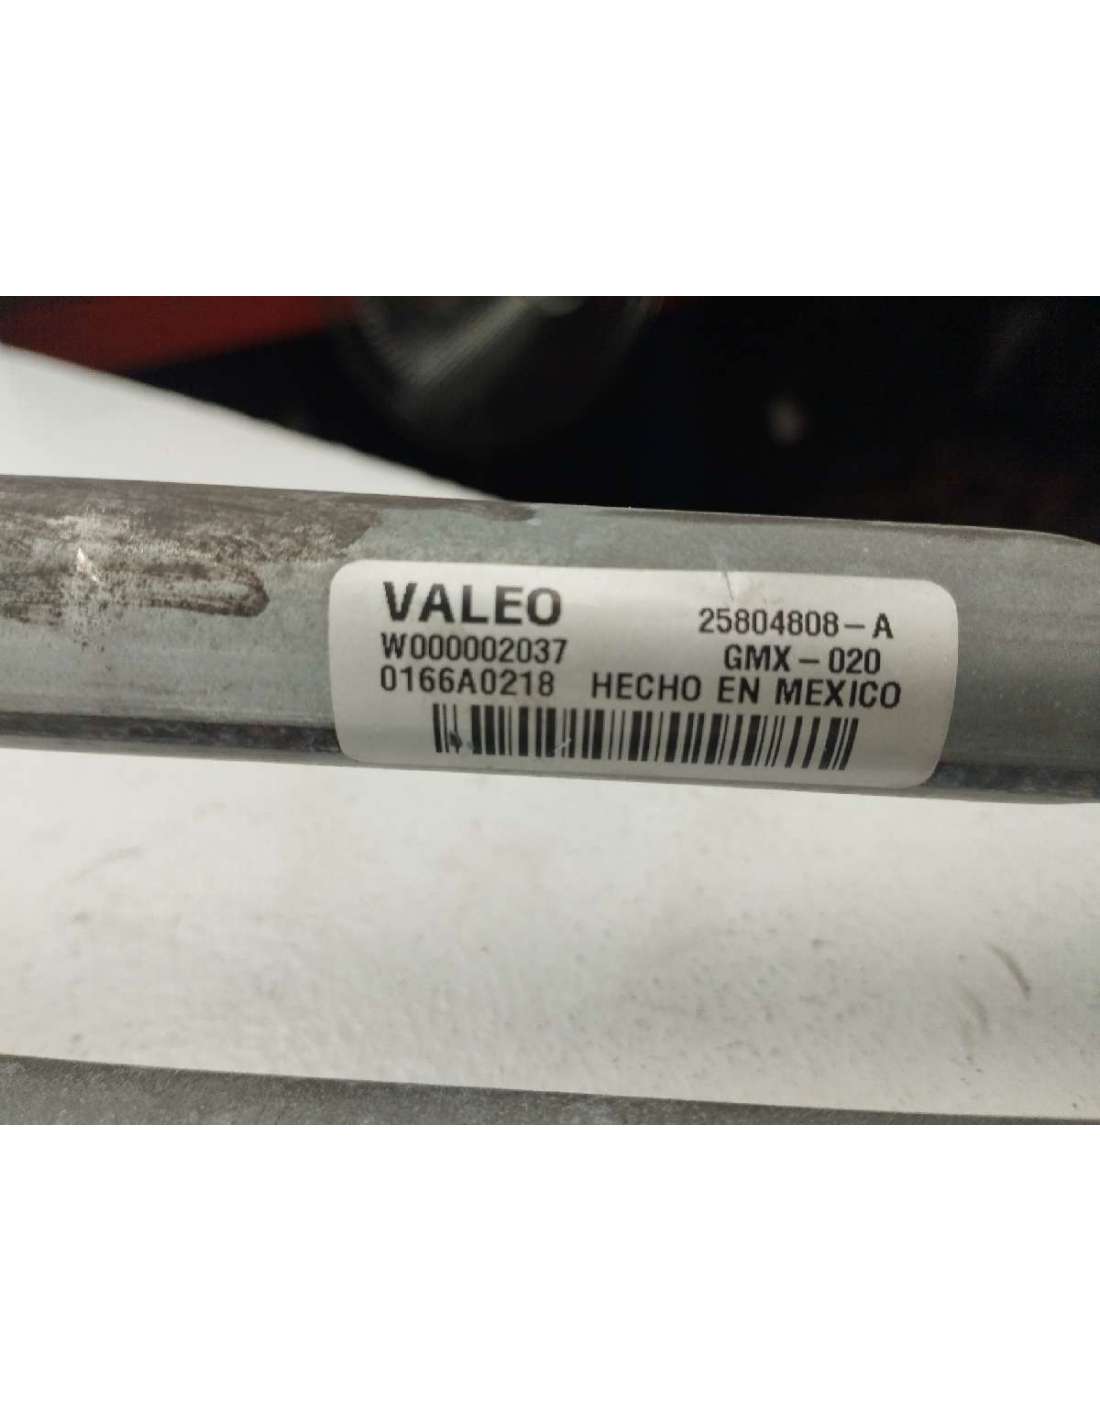 VALEO
25804808-A
W000002037
GMX-020
0166A0218 HECHO EN MEXICO